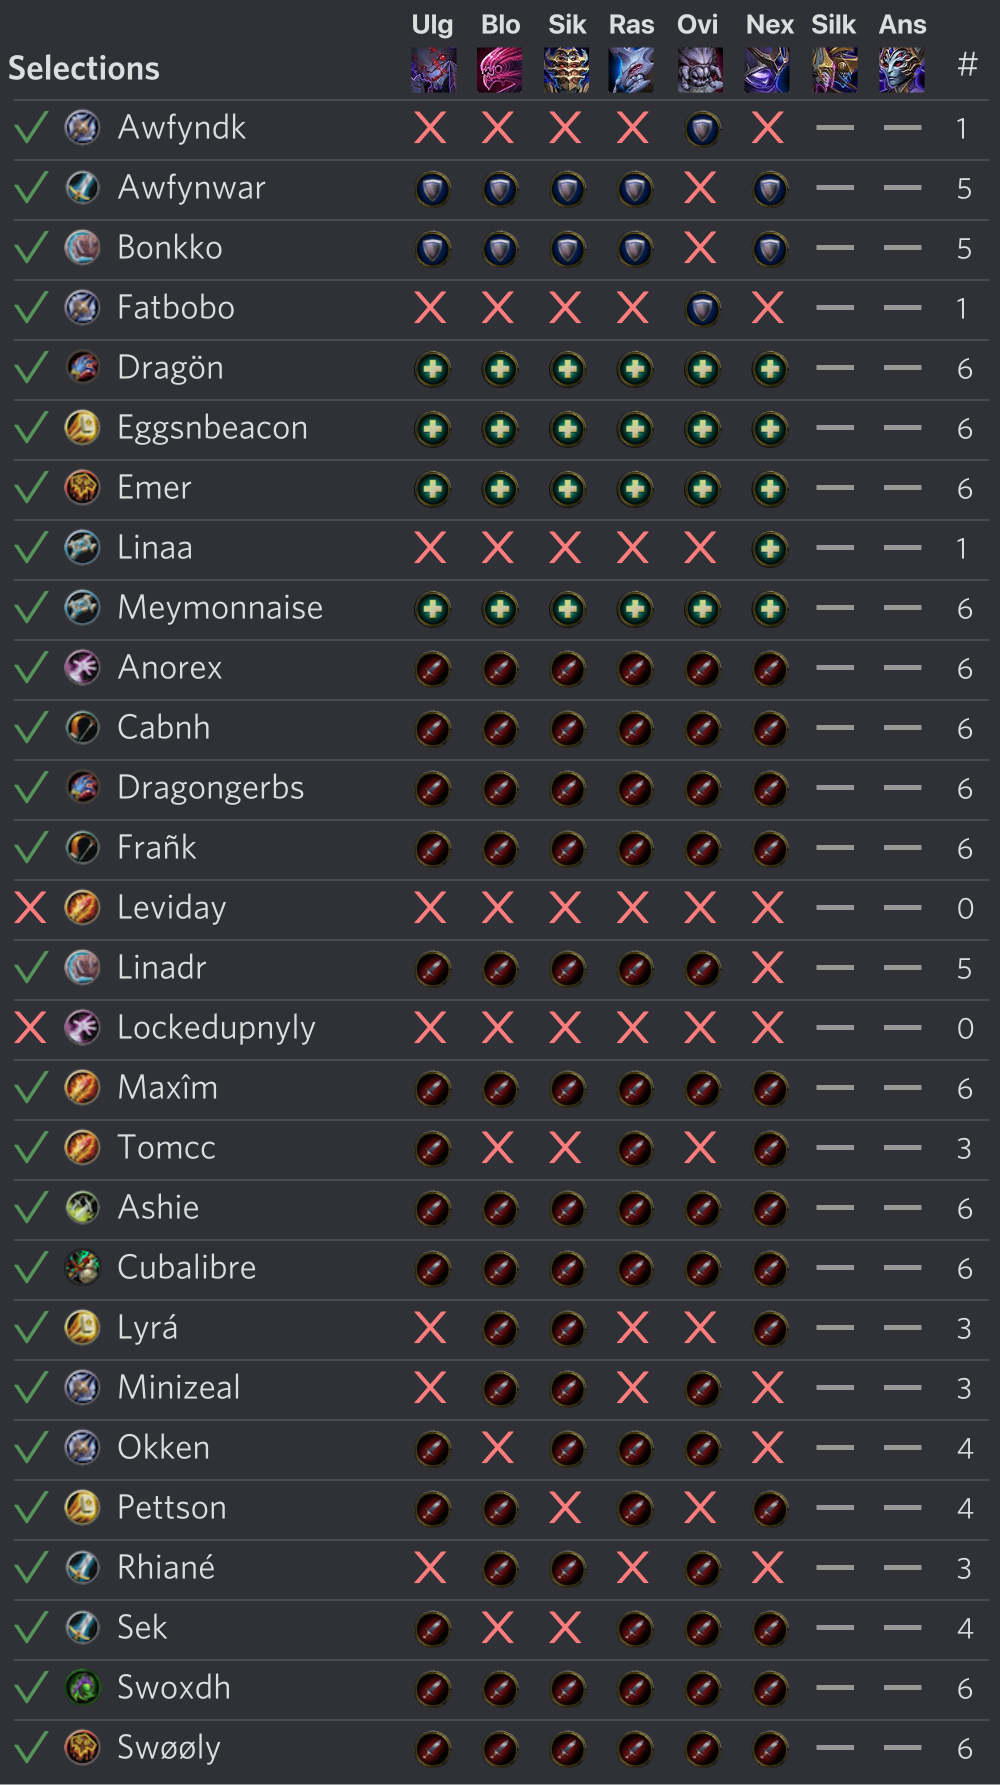 Ulg Blo Sik Ras Ovi Nex Silk Ans
Selections #
Awfyndk 1
Awfynwar 5
Bonkko 5
Fatbobo 1
Dragön 6
Eggsnbeacon 6
Emer 6
Linaa 1
Meymonnaise 6
Anorex 6
Cabnh 6
Dragongerbs 6
Frañk 6
Leviday 0
Linadr 5
Lockedupnyly 0
Maxîm 6
Tomcc 3
Ashie 6
Cubalibre 6
Lyrá 3
Minizeal 3
Okken 4
Pettson 4
Rhiané 3
Sek 4
Swoxdh 6
Swøøly 6